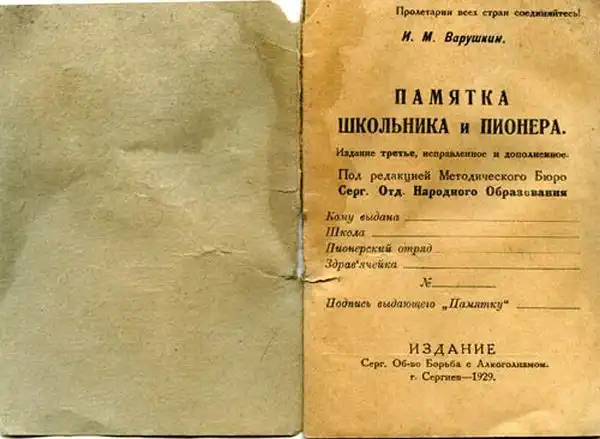 Пролетарии всех стран соединяйтесь!
И. М. Варушкин.
ПАМЯТКА
ШКОЛЬНИКА и ПИОНЕРА.
Издание третье, исправленное и дополненное.
Под редакцией Методического Бюро
Серг. Отд. Народного Образования
Кому выдана
Школа
Пионерский отряд
Здрав'ячейка
№
Подпись выдающего „Памятку"
ИЗДАНИЕ
Серг. Об-во Борьба с Алкоголизмом.
г. Сергиев—1929.